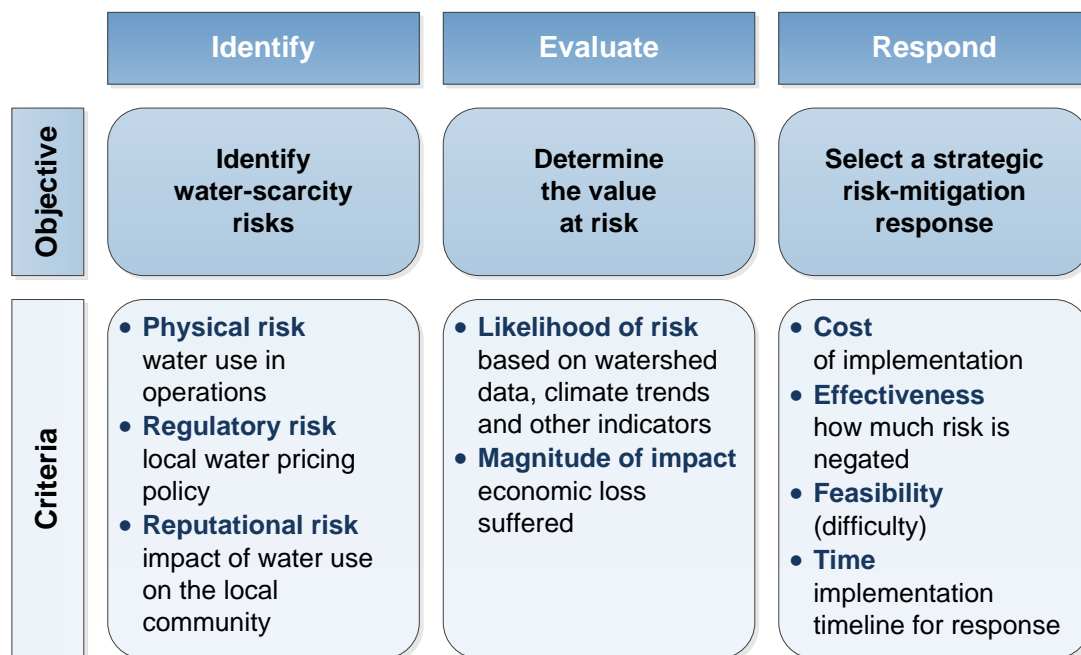 Identify
Evaluate
Respond
Objective
Identify
water-scarcity
risks
Determine
the value
at risk
Select a strategic
risk-mitigation
response
Criteria
• Physical risk
water use in
operations
• Regulatory risk
local water pricing
policy
• Reputational risk
impact of water use
on the local
community
• Likelihood of risk
based on watershed
data, climate trends
and other indicators
• Magnitude of impact
economic loss
suffered
• Cost
of implementation
• Effectiveness
how much risk is
negated
• Feasibility
(difficulty)
• Time
implementation
timeline for response